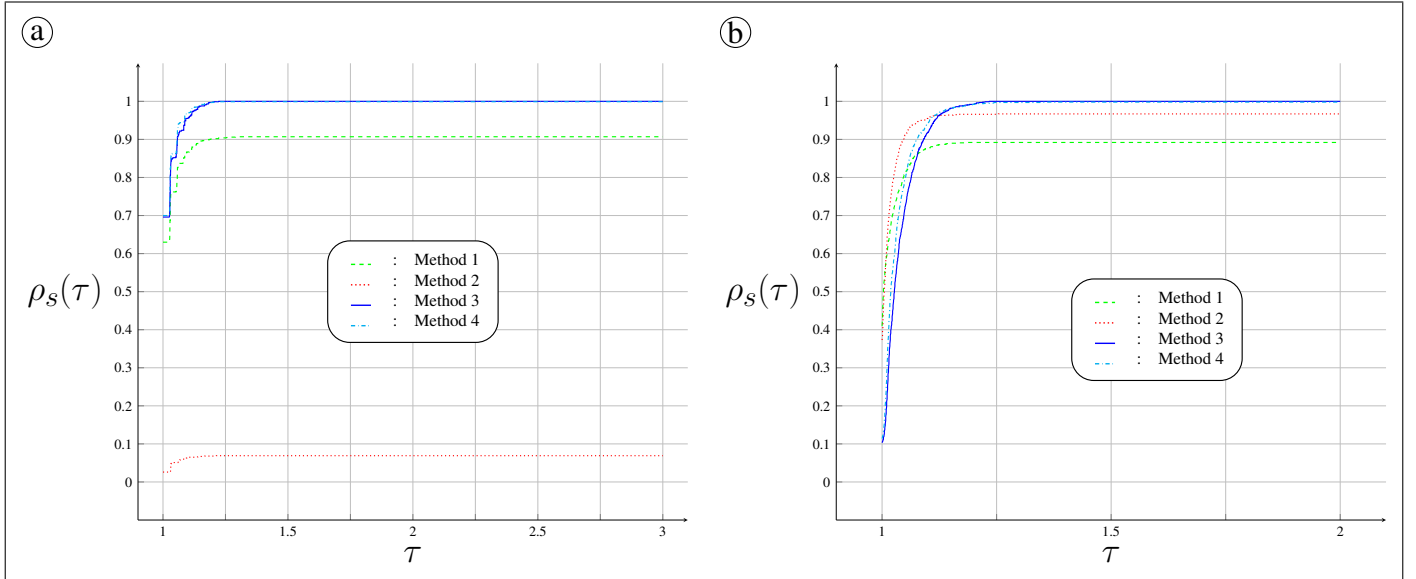 a
1
0.9
0.8
0.7
0.6
0.5
0.4
0.3
0.2
0.1
0
ρs(τ)
: Method 1
: Method 2
: Method 3
: Method 4
1 1.5 2 2.5 3
τ
b
1
0.9
0.8
0.7
0.6
0.5
0.4
0.3
0.2
0.1
0
ρs(τ)
: Method 1
: Method 2
: Method 3
: Method 4
1 1.5 2
τ